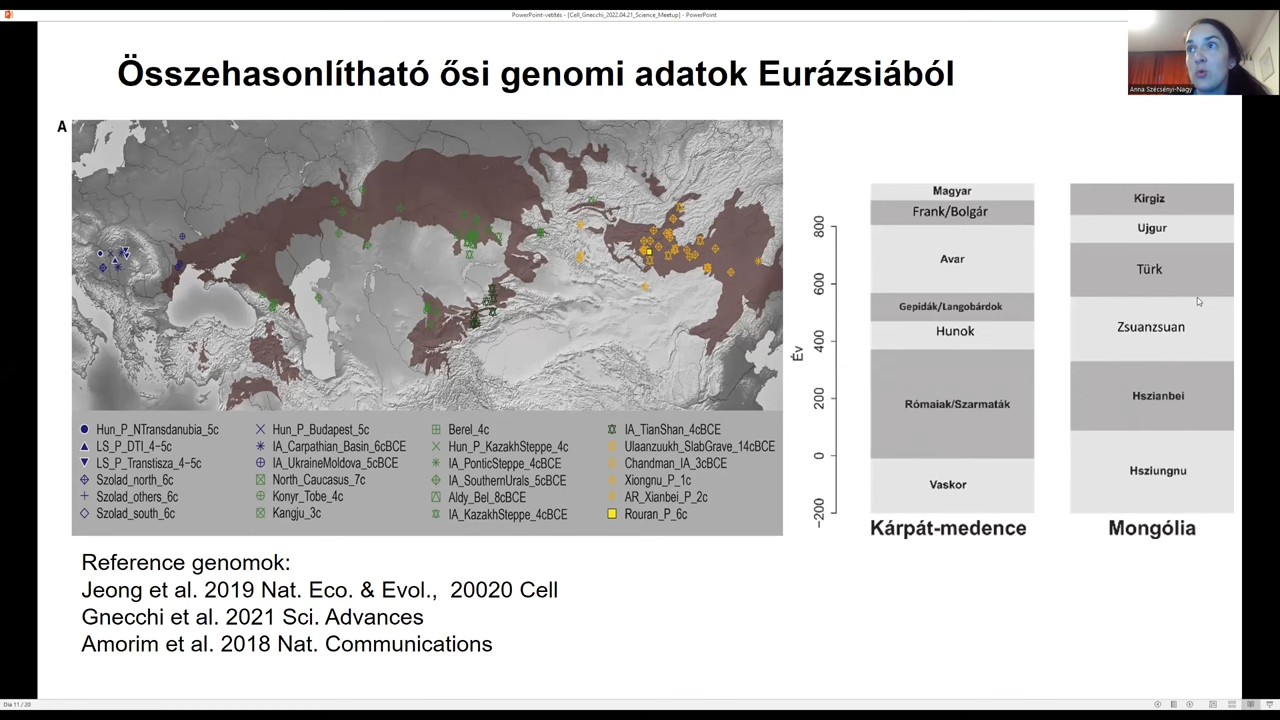 PowerPoint-vetítés - [Cell_Gnecchi_2022.04.21_Science_Meetup] - PowerPoint
Összehasonlítható ősi genomi adatok Eurázsiából
Anna Szécsényi-Nagy
A
Hun_P_NTransdanubia_5c
LS_P_DTI_4-5c
LS_P_Transtisza_4-5c
Szolad_north_6c
Szolad_others_6c
Szolad_south_6c
Hun_P_Budapest_5c
IA_Carpathian_Basin_6cBCE
IA_UkraineMoldova_5cBCE
North_Caucasus_7c
Konyr_Tobe_4c
Kangju_3c
Berel_4c
Hun_P_KazakhSteppe_4c
IA_PonticSteppe_4cBCE
IA_SouthernUrals_5cBCE
Aldy_Bel_8cBCE
IA_KazakhSteppe_4cBCE
IA_TianShan_4cBCE
Ulaanzuukh_SlabGrave_14cBCE
Chandman_IA_3cBCE
Xiongnu_P_1c
AR_Xianbei_P_2c
Rouran_P_6c
Év
800
600
400
200
0
-200
Magyar
Frank/Bolgár
Avar
Gepidák/Langobárdok
Hunok
Rómaiak/Szarmaták
Vaskor
Kárpát-medence
Kirgiz
Ujgur
Türk
Zsuanzsuan
Hszianbei
Hsziungnu
Mongólia
Reference genomok:
Jeong et al. 2019 Nat. Eco. & Evol., 20020 Cell
Gnecchi et al. 2021 Sci. Advances
Amorim et al. 2018 Nat. Communications
Dia 11 / 20